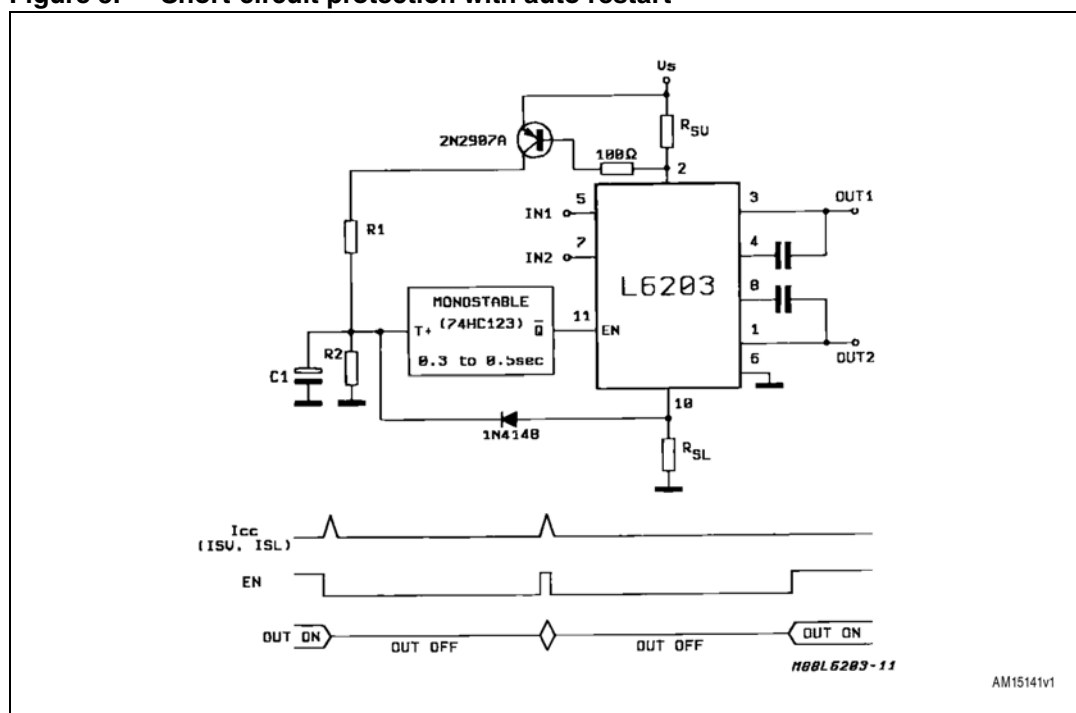 Figure 5. Short circuit protection with auto restart
Us
RSU
2N2907A
100Ω
2
5
IN1
3
OUT1
R1
7
IN2
4
L6203
8
MONOSTABLE
(74HC123)
T+
Q̅
0.3 to 0.5sec
11
EN
1
OUT2
6
R2
C1
10
1N4148
RSL
Icc
(ISU, ISL)
EN
OUT ON
OUT OFF
OUT OFF
OUT ON
M88L6203-11
AM15141v1